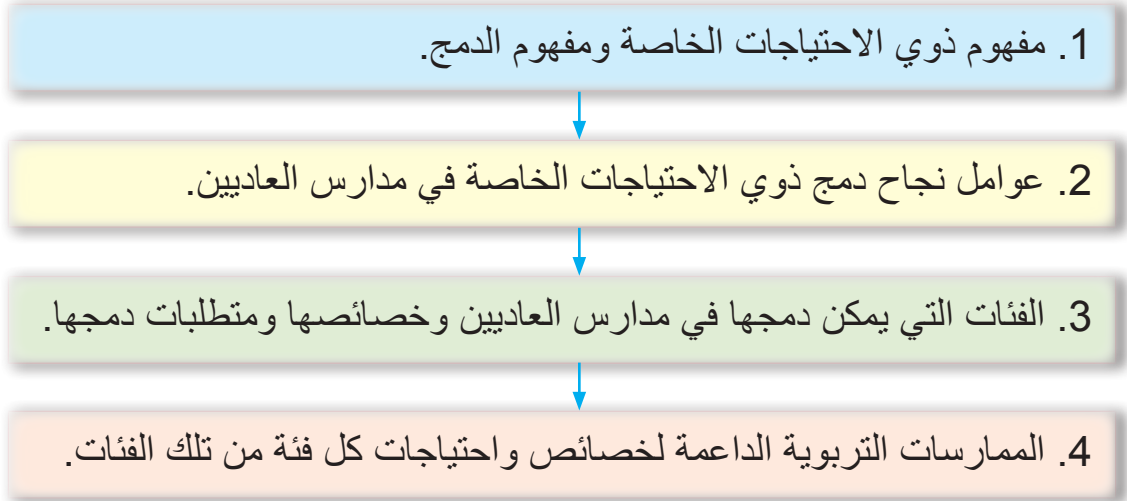 1. مفهوم ذوي الاحتياجات الخاصة ومفهوم الدمج.
2. عوامل نجاح دمج ذوي الاحتياجات الخاصة في مدارس العاديين.
3. الفئات التي يمكن دمجها في مدارس العاديين وخصائصها ومتطلبات دمجها.
4. الممارسات التربوية الداعمة لخصائص واحتياجات كل فئة من تلك الفئات.